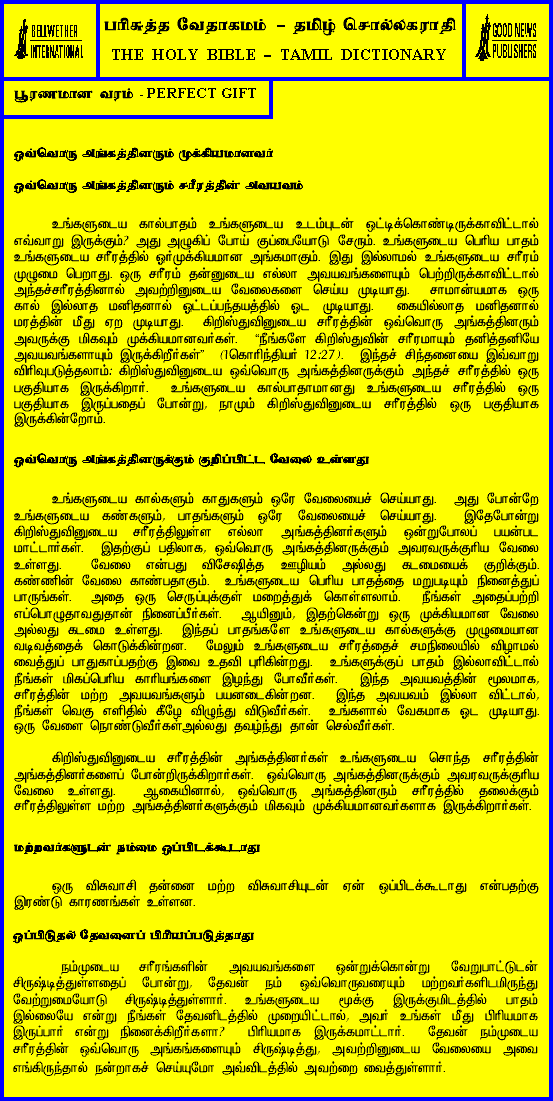 BELLWETHER
INTERNATIONAL
பரிசுத்த வேதாகமம் – தமிழ் சொல்லகராதி
THE HOLY BIBLE – TAMIL DICTIONARY
GOOD NEWS
PUBLISHERS
பூரணமான வரம் - PERFECT GIFT
ஒவ்வொரு அங்கத்தினரும் முக்கியமானவர்
ஒவ்வொரு அங்கத்தினரும் சரீரத்தின் அவயவம்
உங்களுடைய கால்பாதம் உங்களுடைய உடம்புடன் ஒட்டிக்கொண்டிருக்காவிட்டால்
எவ்வாறு இருக்கும்? அது அழுகிப் போய் குப்பையோடு சேரும். உங்களுடைய பெரிய பாதம்
உங்களுடைய சரீரத்தில் ஓர்முக்கியமான அங்கமாகும். இது இல்லாமல் உங்களுடைய சரீரம்
முழுமை பெறாது. ஒரு சரீரம் தன்னுடைய எல்லா அவயவங்களையும் பெற்றிருக்காவிட்டால்
அந்தச்சரீரத்தினால் அவற்றினுடைய வேலைகளை செய்ய முடியாது. சாமான்யமாக ஒரு
கால் இல்லாத மனிதனால் ஓட்டப்பந்தயத்தில் ஓட முடியாது. கையில்லாத மனிதனால்
மரத்தின் மீது ஏற முடியாது. கிறிஸ்துவினுடைய சரீரத்தின் ஒவ்வொரு அங்கத்தினரும்
அவருக்கு மிகவும் முக்கியமானவர்கள். “நீங்களே கிறிஸ்துவின் சரீரமாயும் தனித்தனியே
அவயவங்களாயும் இருக்கிறீர்கள்” (1கொரிந்தியர் 12:27). இந்தச் சிந்தனையை இவ்வாறு
விரிவுபடுத்தலாம்: கிறிஸ்துவினுடைய ஒவ்வொரு அங்கத்தினருக்கும் அந்தச் சரீரத்தில் ஒரு
பகுதியாக இருக்கிறார். உங்களுடைய கால்பாதாமானது உங்களுடைய சரீரத்தில் ஒரு
பகுதியாக இருப்பதைப் போன்று, நாமும் கிறிஸ்துவினுடைய சரீரத்தில் ஒரு பகுதியாக
இருக்கின்றோம்.
ஒவ்வொரு அங்கத்தினருக்கும் குறிப்பிட்ட வேலை உள்ளது
உங்களுடைய கால்களும் காதுகளும் ஒரே வேலையைச் செய்யாது. அது போன்றே
உங்களுடைய கண்களும், பாதங்களும் ஒரே வேலையைச் செய்யாது. இதேபோன்று
கிறிஸ்துவினுடைய சரீரத்திலுள்ள எல்லா அங்கத்தினர்களும் ஒன்றுபோலப் பயன்பட
மாட்டார்கள். இதற்குப் பதிலாக, ஒவ்வொரு அங்கத்தினருக்கும் அவரவருக்குரிய வேலை
உள்ளது. வேலை என்பது விசேஷித்த ஊழியம் அல்லது கடமையைக் குறிக்கும்.
கண்ணின் வேலை காண்பதாகும். உங்களுடைய பெரிய பாதத்தை மறுபடியும் நினைத்துப்
பாருங்கள். அதை ஒரு செருப்புக்குள் மறைத்துக் கொள்ளலாம். நீங்கள் அதைப்பற்றி
எப்பொழுதாவதுதான் நினைப்பீர்கள். ஆயினும், இதற்கென்று ஒரு முக்கியமான வேலை
அல்லது கடமை உள்ளது. இந்தப் பாதங்களே உங்களுடைய கால்களுக்கு முழுமையான
வடிவத்தைக் கொடுக்கின்றன. மேலும் உங்களுடைய சரீரத்தைச் சமநிலையில் விழாமல்
வைத்துப் பாதுகாப்பதற்கு இவை உதவி புரிகின்றது. உங்களுக்குப் பாதம் இல்லாவிட்டால்
நீங்கள் மிகப்பெரிய காரியங்களை இழந்து போவீர்கள். இந்த அவயவத்தின் மூலமாக,
சரீரத்தின் மற்ற அவயவங்களும் பயனடைகின்றன. இந்த அவயவம் இல்லா விட்டால்,
நீங்கள் வெகு எளிதில் கீழே விழுந்து விடுவீர்கள். உங்களால் வேகமாக ஓட முடியாது.
ஒரு வேளை நொண்டுவீர்கள்அல்லது தவழ்ந்து தான் செல்வீர்கள்.
கிறிஸ்துவினுடைய சரீரத்தின் அங்கத்தினர்கள் உங்களுடைய சொந்த சரீரத்தின்
அங்கத்தினர்களைப் போன்றிருக்கிறார்கள். ஒவ்வொரு அங்கத்தினருக்கும் அவரவருக்குரிய
வேலை உள்ளது. ஆகையினால், ஒவ்வொரு அங்கத்தினரும் சரீரத்தில் தலைக்கும்
சரீரத்திலுள்ள மற்ற அங்கத்தினர்களுக்கும் மிகவும் முக்கியமானவர்களாக இருக்கிறார்கள்.
மற்றவர்களுடன் நம்மை ஒப்பிடக்கூடாது
ஒரு விசுவாசி தன்னை மற்ற விசுவாசியுடன் ஏன் ஒப்பிடக்கூடாது என்பதற்கு
இரண்டு காரணங்கள் உள்ளன.
ஒப்பிடுதல் தேவனைப் பிரியப்படுத்தாது
நம்முடைய சரீரங்களின் அவயவங்களை ஒன்றுக்கொன்று வேறுபாட்டுடன்
சிருஷ்டித்துள்ளதைப் போன்று, தேவன் நம் ஒவ்வொருவரையும் மற்றவர்களிடமிருந்து
வேற்றுமையோடு சிருஷ்டித்துள்ளார். உங்களுடைய மூக்கு இருக்குமிடத்தில் பாதம்
இல்லையே என்று நீங்கள் தேவனிடத்தில் முறையிட்டால், அவர் உங்கள் மீது பிரியமாக
இருப்பார் என்று நினைக்கிறீர்களா? பிரியமாக இருக்கமாட்டார். தேவன் நம்முடைய
சரீரத்தின் ஒவ்வொரு அங்கங்களையும் சிருஷ்டித்து, அவற்றினுடைய வேலையை அவை
எங்கிருந்தால் நன்றாகச் செய்யுமோ அவ்விடத்தில் அவற்றை வைத்துள்ளார்.